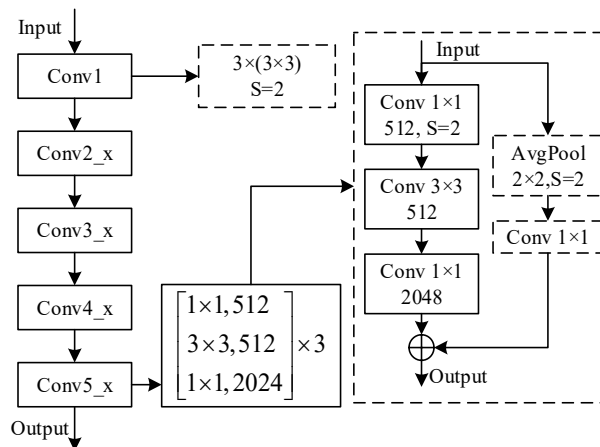 Input
Conv1
Conv2_x
Conv3_x
Conv4_x
Conv5_x
Output
3×(3×3)
S=2
1×1,512
3×3,512 ×3
1×1,2024
Input
Conv 1×1
512, S=2
Conv 3×3
512
Conv 1×1
2048
AvgPool
2×2,S=2
Conv 1×1
Output